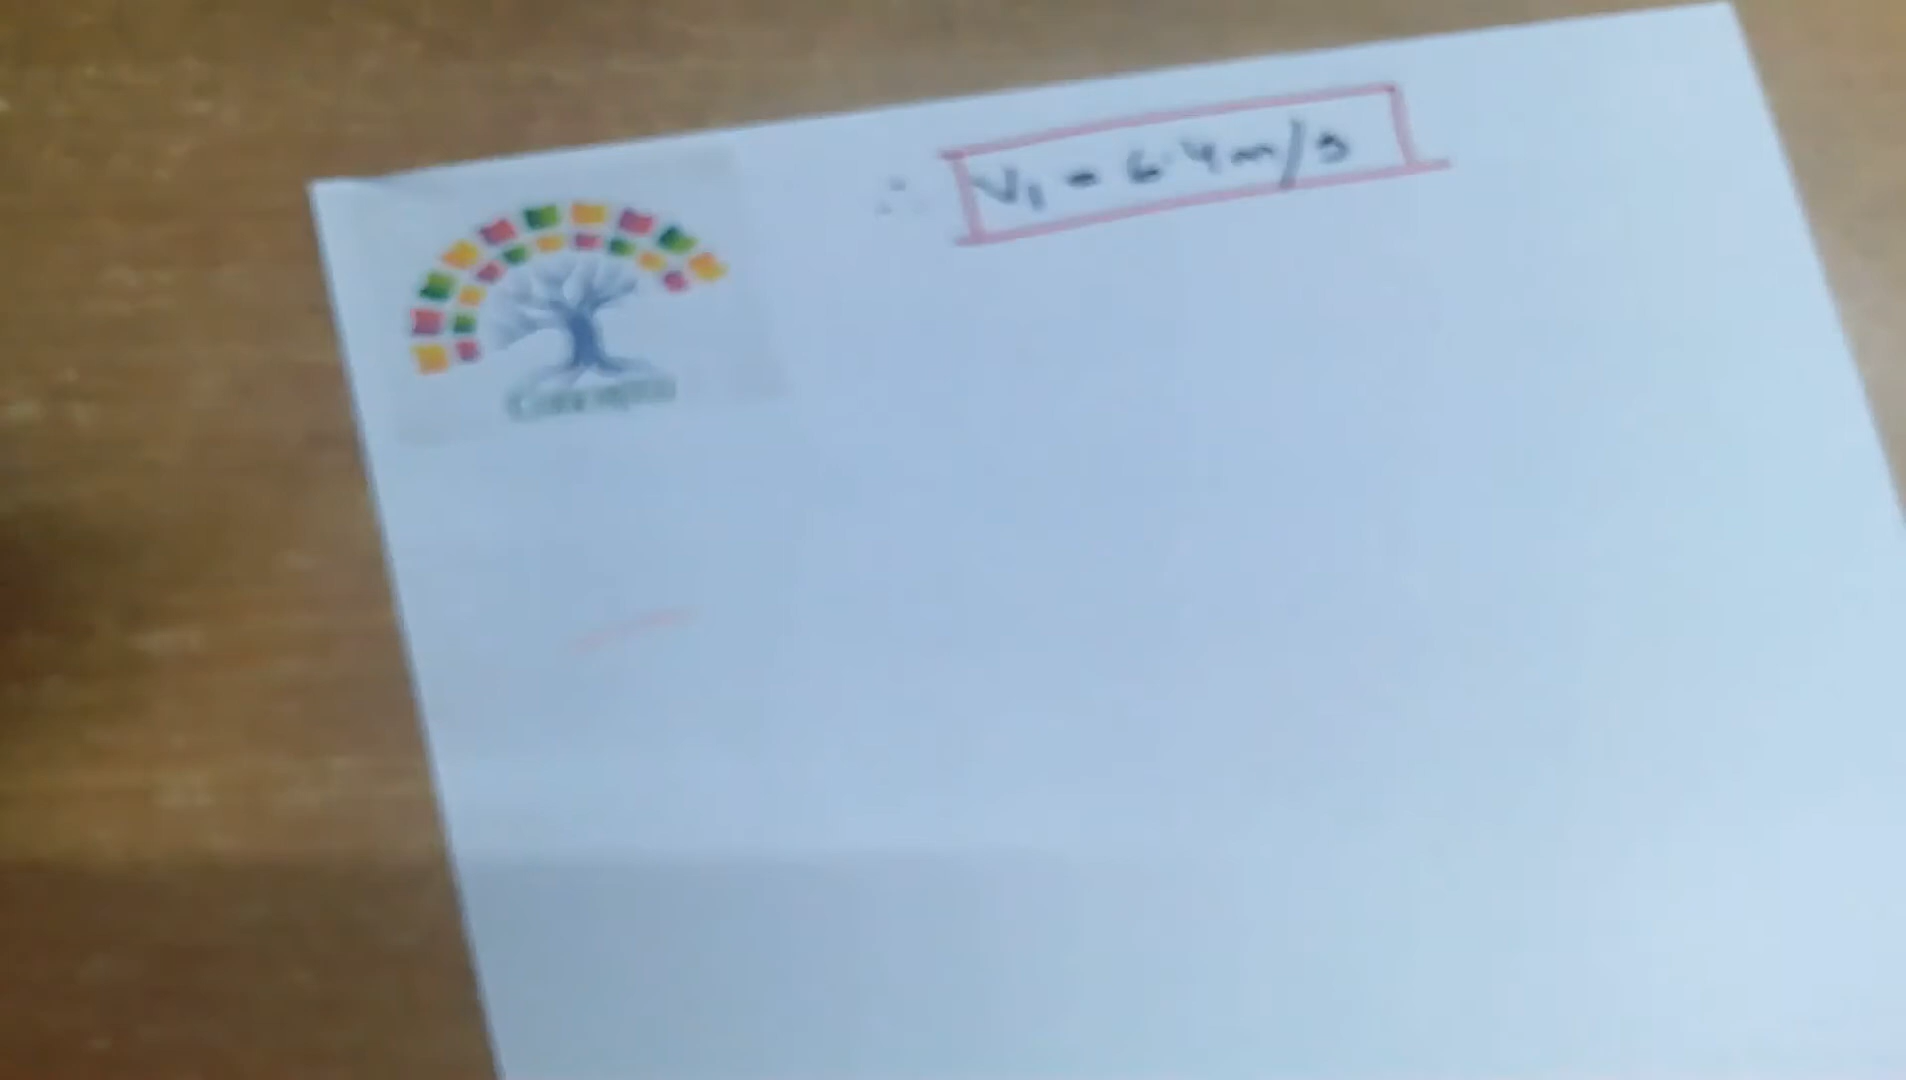 ∴ V₁ = 6.4 m/s